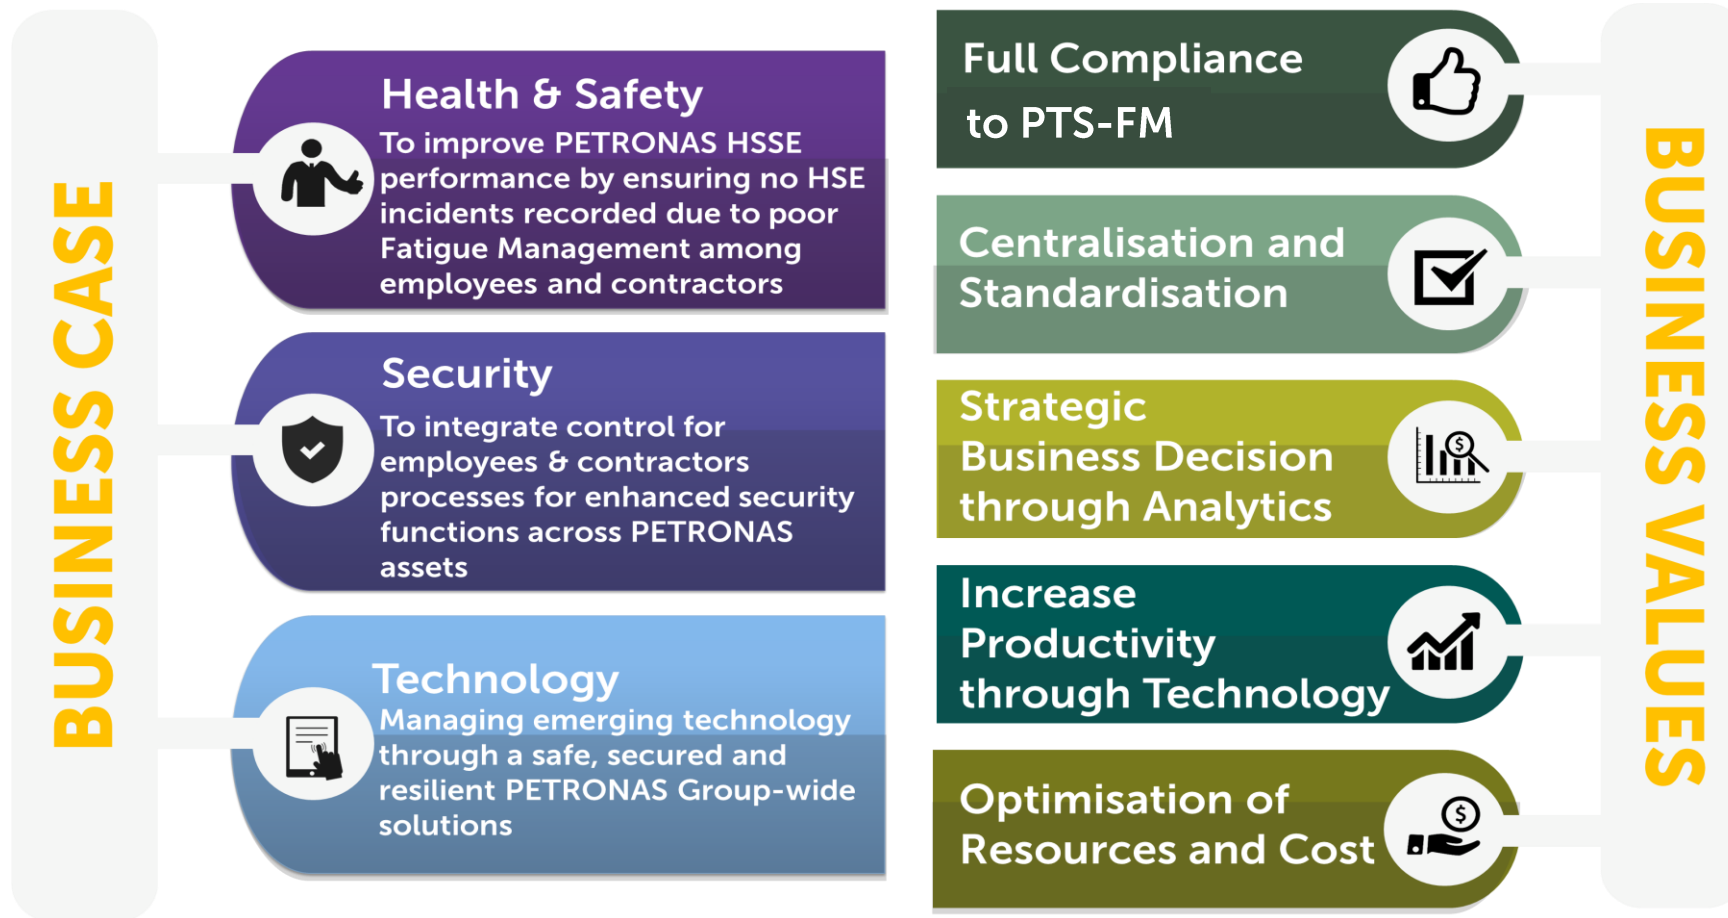 BUSINESS CASE
Health & Safety
To improve PETRONAS HSSE
performance by ensuring no HSE
incidents recorded due to poor
Fatigue Management among
employees and contractors
Security
To integrate control for
employees & contractors
processes for enhanced security
functions across PETRONAS
assets
Technology
Managing emerging technology
through a safe, secured and
resilient PETRONAS Group-wide
solutions
Full Compliance
to PTS-FM
Centralisation and
Standardisation
Strategic
Business Decision
through Analytics
Increase
Productivity
through Technology
Optimisation of
Resources and Cost
BUSINESS VALUES